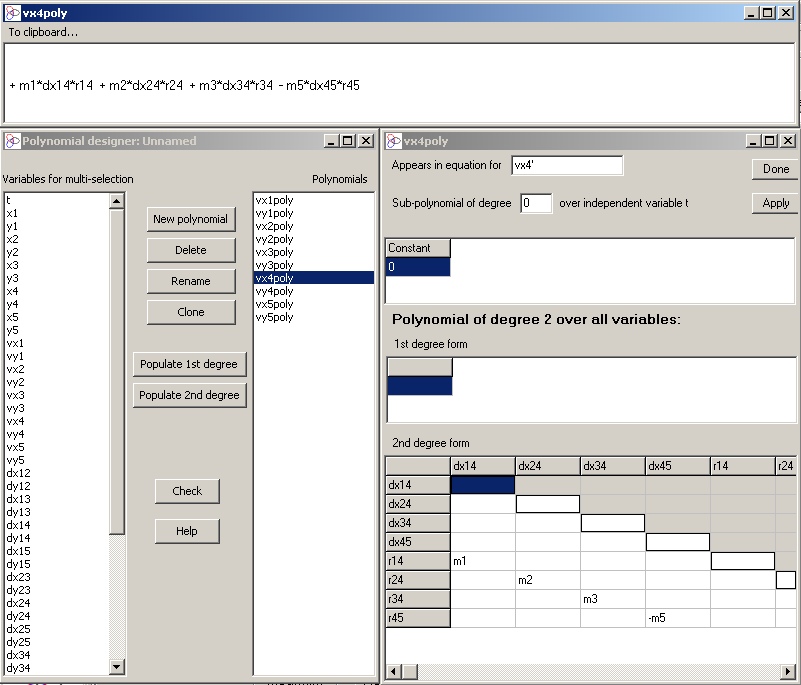 vx4poly
To clipboard...
+ m1*dx14*r14 + m2*dx24*r24 + m3*dx34*r34 - m5*dx45*r45
Polynomial designer: Unnamed
Variables for multi-selection
Polynomials
t
x1
y1
x2
y2
x3
y3
x4
y4
x5
y5
vx1
vy1
vx2
vy2
vx3
vy3
vx4
vy4
vx5
vy5
dx12
dy12
dx13
dy13
dx14
dy14
dx15
dy15
dx23
dy23
dx24
dy24
dx25
dy25
dx34
dy34
New polynomial
Delete
Rename
Clone
Populate 1st degree
Populate 2nd degree
Check
Help
vx1poly
vy1poly
vx2poly
vy2poly
vx3poly
vy3poly
vx4poly
vy4poly
vx5poly
vy5poly
vx4poly
Appears in equation for vx4'
Done
Sub-polynomial of degree 0 over independent variable t
Apply
Constant
0
Polynomial of degree 2 over all variables:
1st degree form
2nd degree form
dx14 dx24 dx34 dx45 r14 r24
dx14
dx24
dx34
dx45
r14 m1
r24 m2
r34 m3
r45 -m5